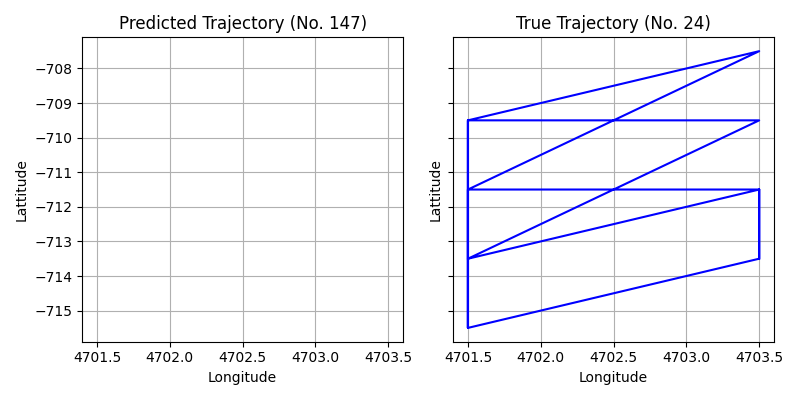 Predicted Trajectory (No. 147)
True Trajectory (No. 24)
Lattitude
−708
−709
−710
−711
−712
−713
−714
−715
4701.5 4702.0 4702.5 4703.0 4703.5
Longitude
Lattitude
4701.5 4702.0 4702.5 4703.0 4703.5
Longitude